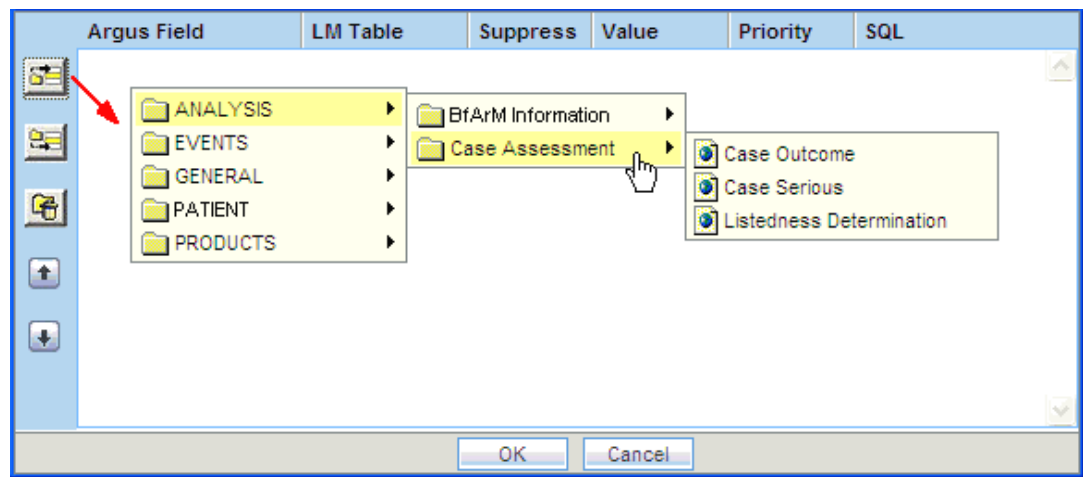 Argus Field LM Table Suppress Value Priority SQL
ANALYSIS
EVENTS
GENERAL
PATIENT
PRODUCTS
BfArM Information
Case Assessment
Case Outcome
Case Serious
Listedness Determination
OK Cancel